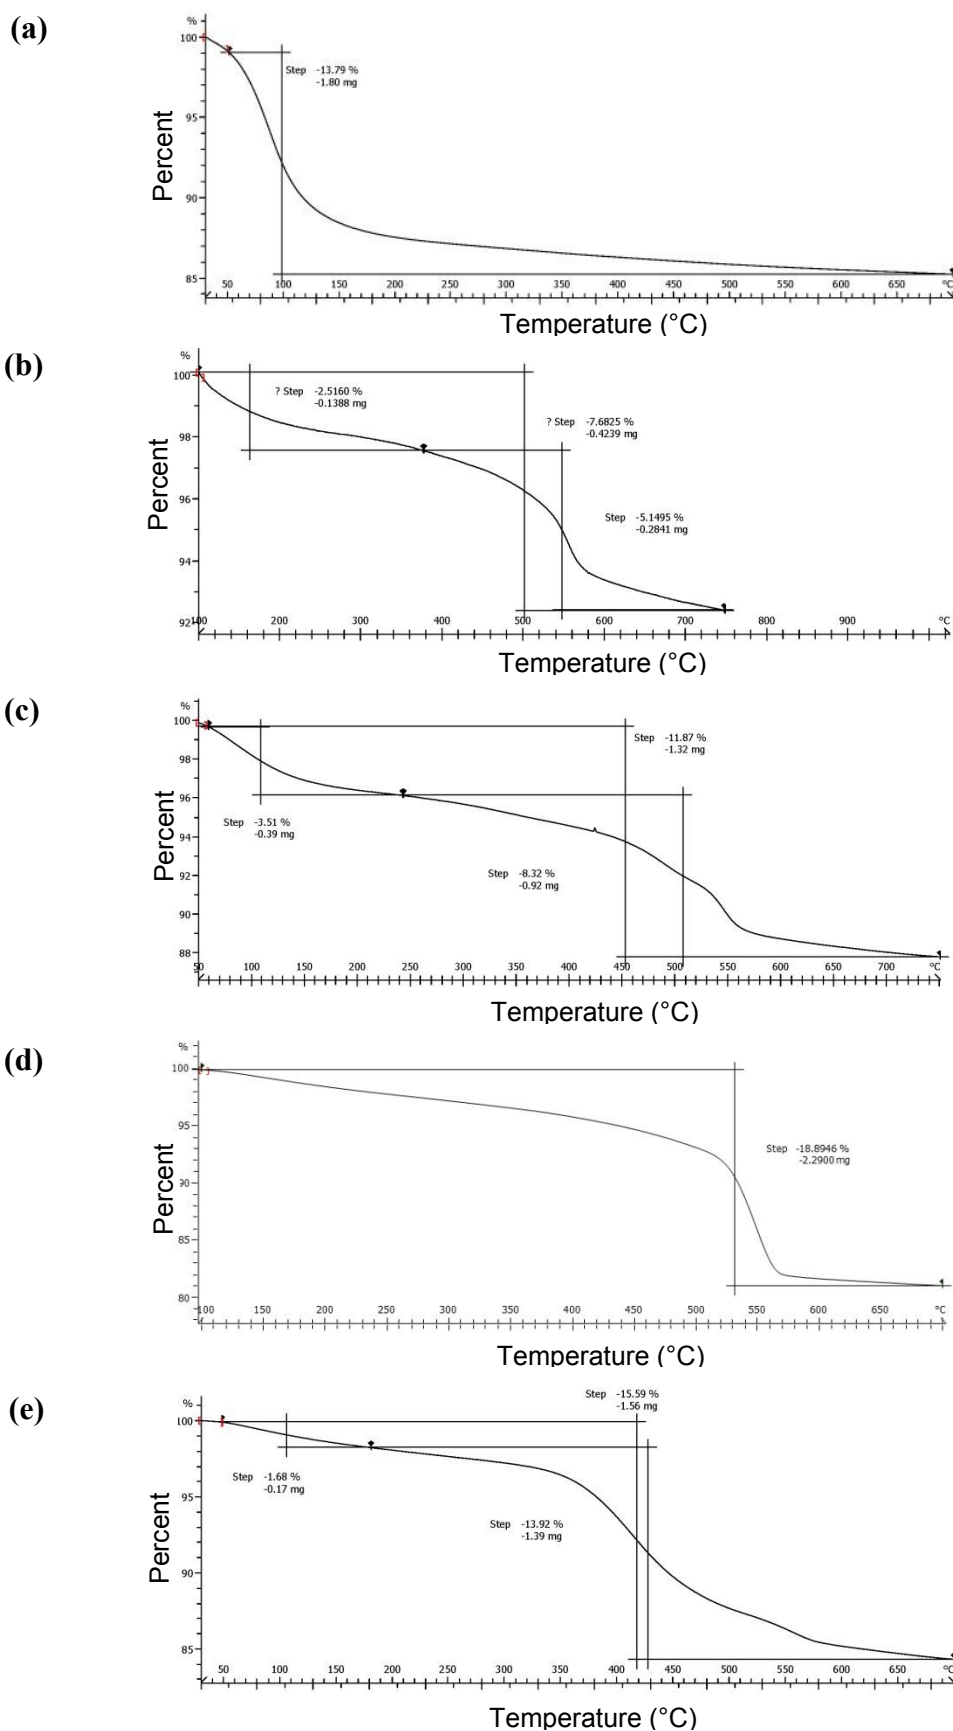 (a)
%
100
Step -13.79 %
-1.80 mg
95
Percent
90
85
50 100 150 200 250 300 350 400 450 500 550 600 650 °C
Temperature (°C)
(b)
%
100
? Step -2.5160 %
-0.1388 mg
? Step -7.6825 %
-0.4239 mg
98
Percent
96
Step -5.1495 %
-0.2841 mg
94
92
100 200 300 400 500 600 700 800 900 °C
Temperature (°C)
(c)
%
100
Step -11.87 %
-1.32 mg
98
96
Step -3.51 %
-0.39 mg
94
Percent
92
Step -8.32 %
-0.92 mg
90
88
50 100 150 200 250 300 350 400 450 500 550 600 650 700 °C
Temperature (°C)
(d)
%
100
95
Step -18.8946 %
-2.2900 mg
Percent
90
85
80
100 150 200 250 300 350 400 450 500 550 600 650 °C
Temperature (°C)
(e)
%
Step -15.59 %
-1.56 mg
100
Step -1.68 %
-0.17 mg
95
Step -13.92 %
-1.39 mg
Percent
90
85
50 100 150 200 250 300 350 400 450 500 550 600 650 °C
Temperature (°C)